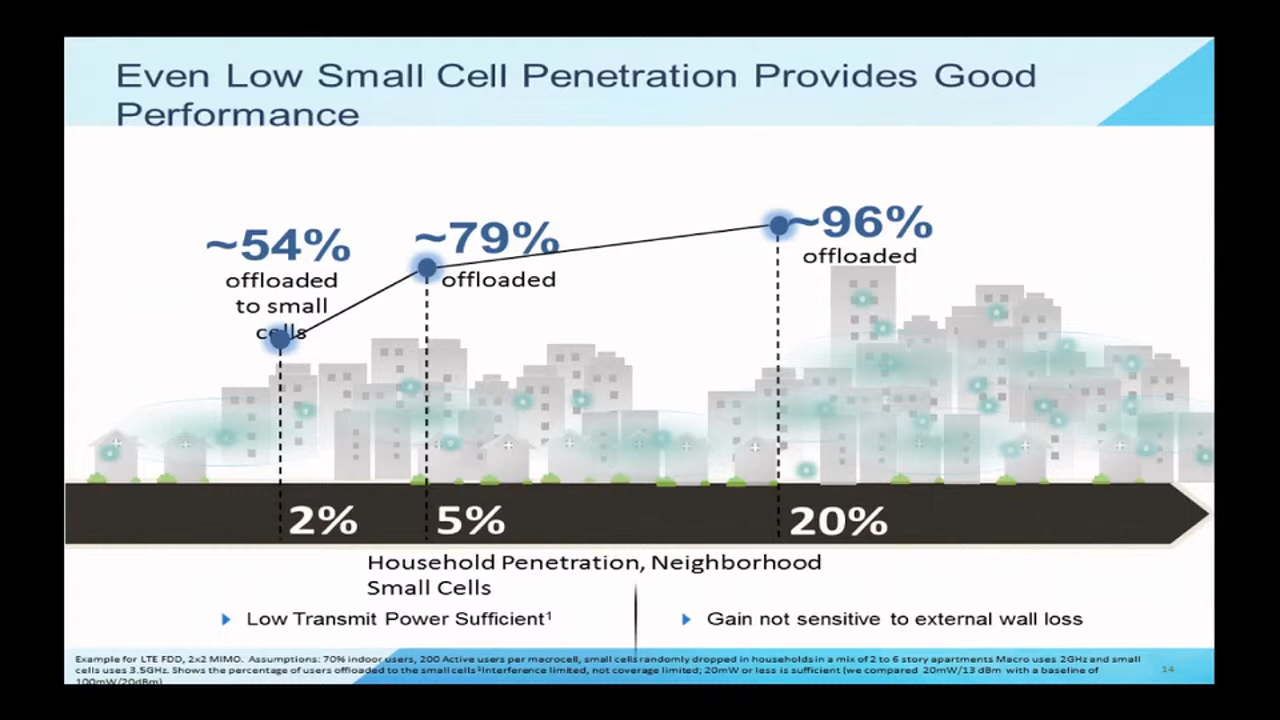 Even Low Small Cell Penetration Provides Good
Performance
~54%
offloaded
to small
cells
~79%
offloaded
~96%
offloaded
2%
5%
20%
Household Penetration, Neighborhood
Small Cells
Low Transmit Power Sufficient¹
Gain not sensitive to external wall loss
Example for LTE FDD, 2x2 MIMO. Assumptions: 70% indoor users, 200 Active users per macrocell, small cells randomly dropped in households in a mix of 2 to 6 story apartments Macro uses 2GHz and small
cells uses 3.5GHz. Shows the percentage of users offloaded to the small cells ¹Interference limited, not coverage limited; 20mW or less is sufficient (we compared 20mW/13 dBm with a baseline of
100mW/20dBm)
14